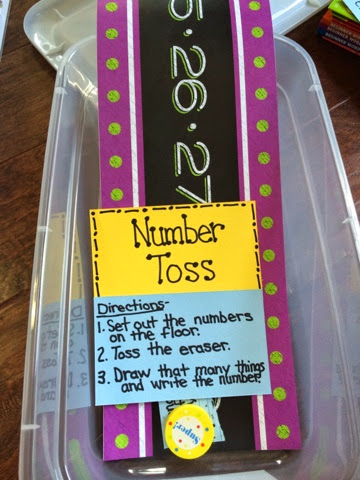 5.26.27
Number
Toss
Directions-
1. Set out the numbers
on the floor.
2. Toss the eraser.
3. Draw that many things
and write the number.
Super!